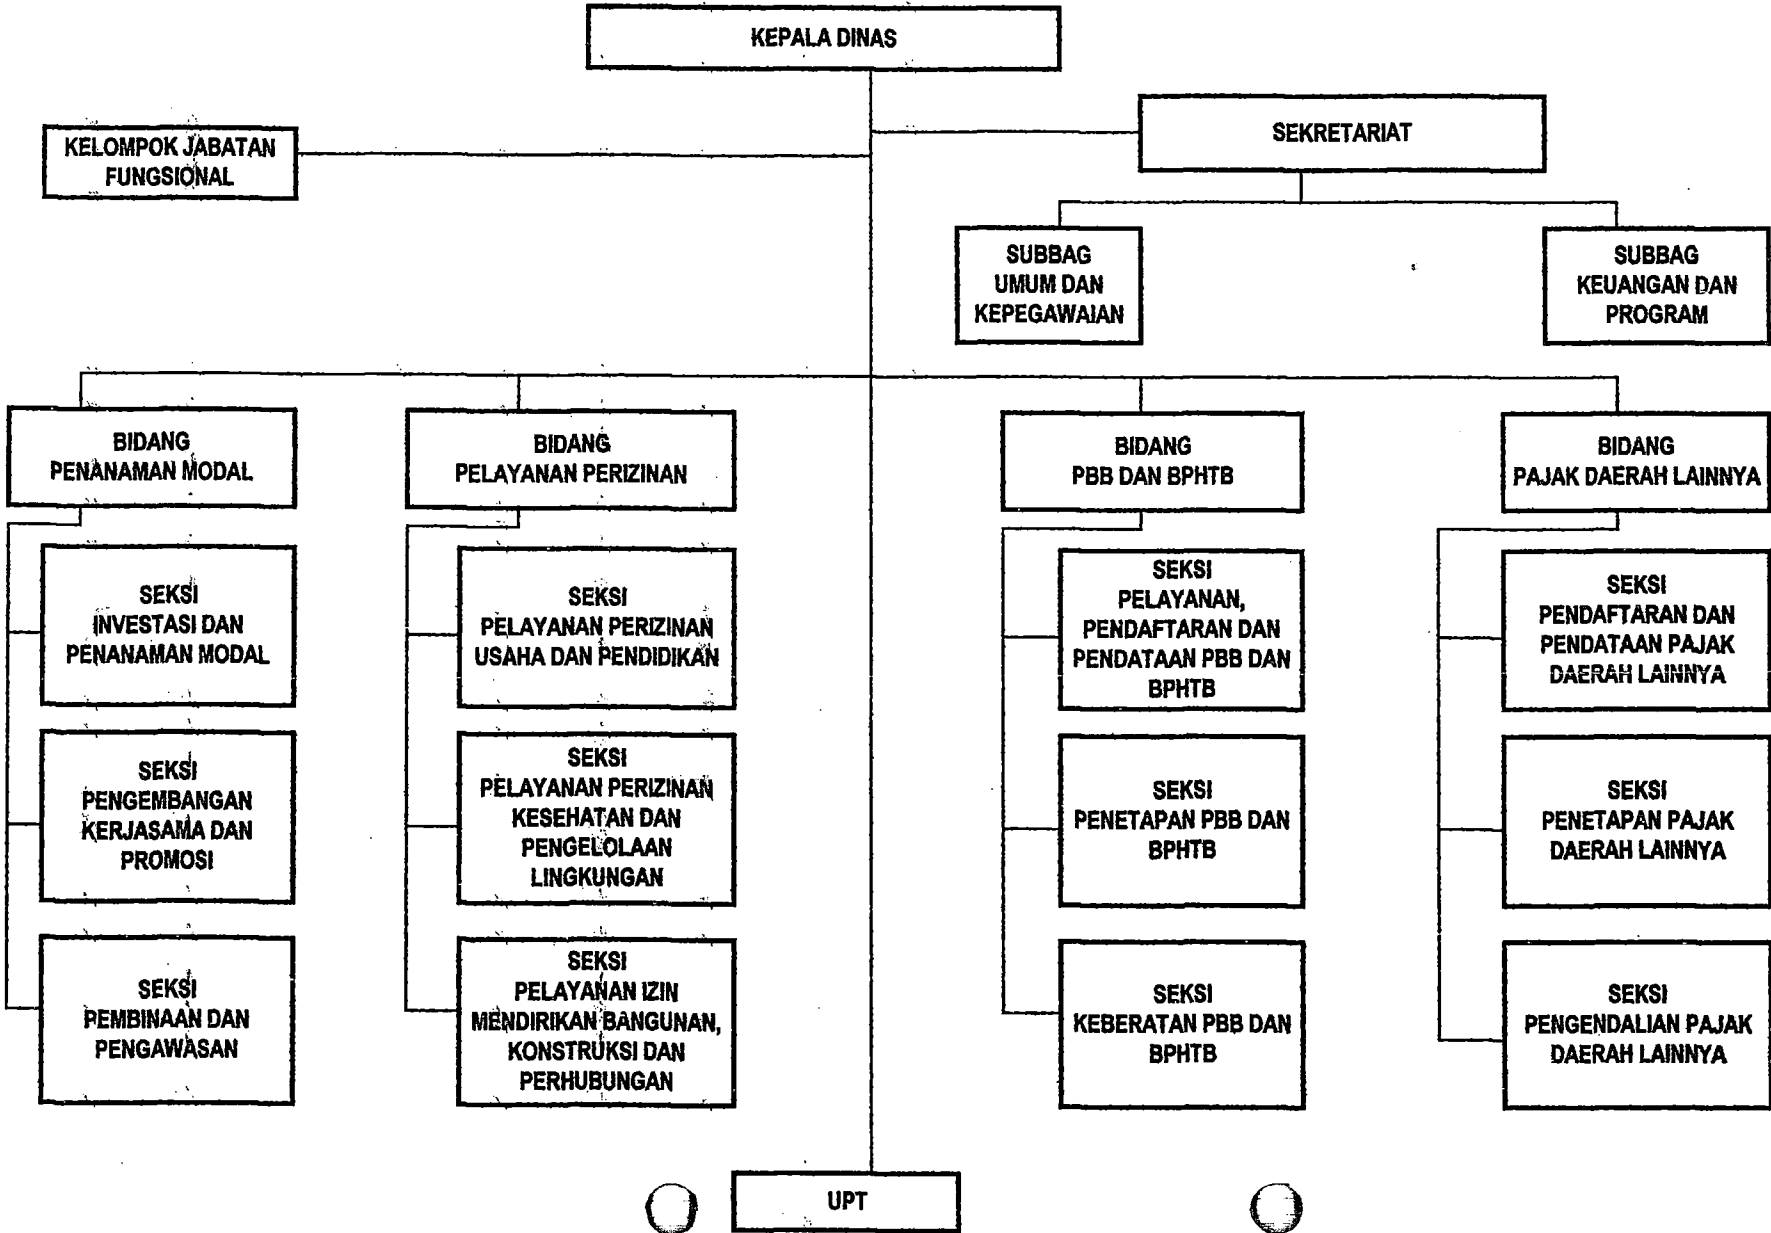 KEPALA DINAS
SEKRETARIAT
KELOMPOK JABATAN
FUNGSIONAL
SUBBAG
UMUM DAN
KEPEGAWAIAN
SUBBAG
KEUANGAN DAN
PROGRAM
BIDANG
PENANAMAN MODAL
BIDANG
PELAYANAN PERIZINAN
BIDANG
PBB DAN BPHTB
BIDANG
PAJAK DAERAH LAINNYA
SEKSI
INVESTASI DAN
PENANAMAN MODAL
SEKSI
PELAYANAN PERIZINAN
USAHA DAN PENDIDIKAN
SEKSI
PELAYANAN,
PENDAFTARAN DAN
PENDATAAN PBB DAN
BPHTB
SEKSI
PENDAFTARAN DAN
PENDATAAN PAJAK
DAERAH LAINNYA
SEKSI
PENGEMBANGAN
KERJASAMA DAN
PROMOSI
SEKSI
PELAYANAN PERIZINAN
KESEHATAN DAN
PENGELOLAAN
LINGKUNGAN
SEKSI
PENETAPAN PBB DAN
BPHTB
SEKSI
PENETAPAN PAJAK
DAERAH LAINNYA
SEKSI
PEMBINAAN DAN
PENGAWASAN
SEKSI
PELAYANAN IZIN
MENDIRIKAN BANGUNAN,
KONSTRUKSI DAN
PERHUBUNGAN
SEKSI
KEBERATAN PBB DAN
BPHTB
SEKSI
PENGENDALIAN PAJAK
DAERAH LAINNYA
UPT